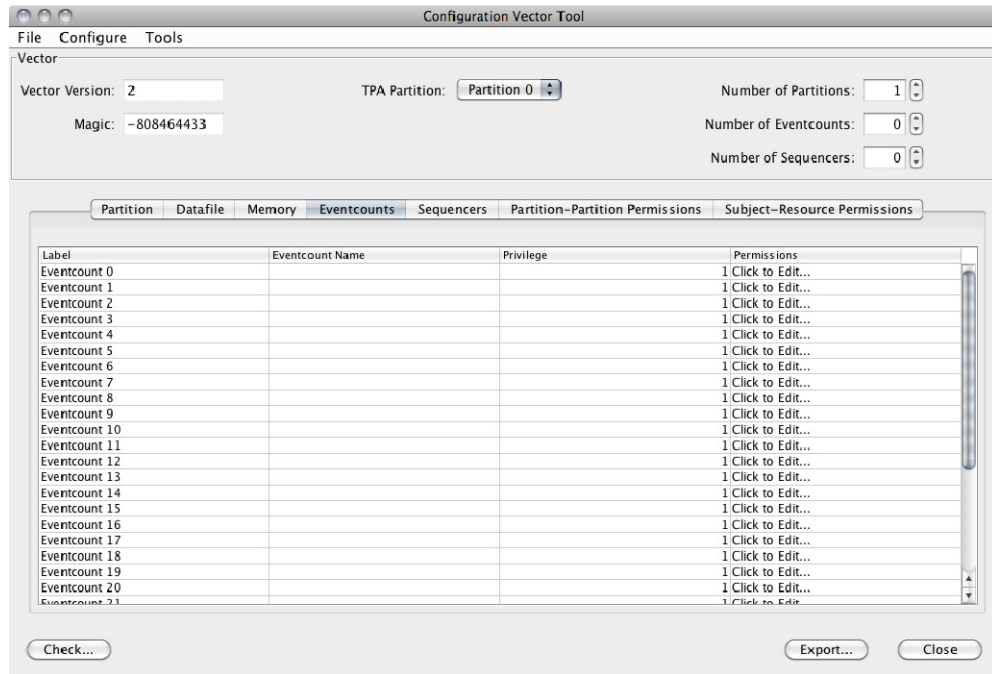 Configuration Vector Tool
File Configure Tools
Vector
Vector Version: 2 TPA Partition: Partition 0 Number of Partitions: 1
Magic: -808464433 Number of Eventcounts: 0
Number of Sequencers: 0
Partition Datafile Memory Eventcounts Sequencers Partition-Partition Permissions Subject-Resource Permissions
Label Eventcount Name Privilege Permissions
Eventcount 0 1 Click to Edit...
Eventcount 1 1 Click to Edit...
Eventcount 2 1 Click to Edit...
Eventcount 3 1 Click to Edit...
Eventcount 4 1 Click to Edit...
Eventcount 5 1 Click to Edit...
Eventcount 6 1 Click to Edit...
Eventcount 7 1 Click to Edit...
Eventcount 8 1 Click to Edit...
Eventcount 9 1 Click to Edit...
Eventcount 10 1 Click to Edit...
Eventcount 11 1 Click to Edit...
Eventcount 12 1 Click to Edit...
Eventcount 13 1 Click to Edit...
Eventcount 14 1 Click to Edit...
Eventcount 15 1 Click to Edit...
Eventcount 16 1 Click to Edit...
Eventcount 17 1 Click to Edit...
Eventcount 18 1 Click to Edit...
Eventcount 19 1 Click to Edit...
Eventcount 20 1 Click to Edit...
Eventcount 21 1 Click to Edit
Check... Export... Close